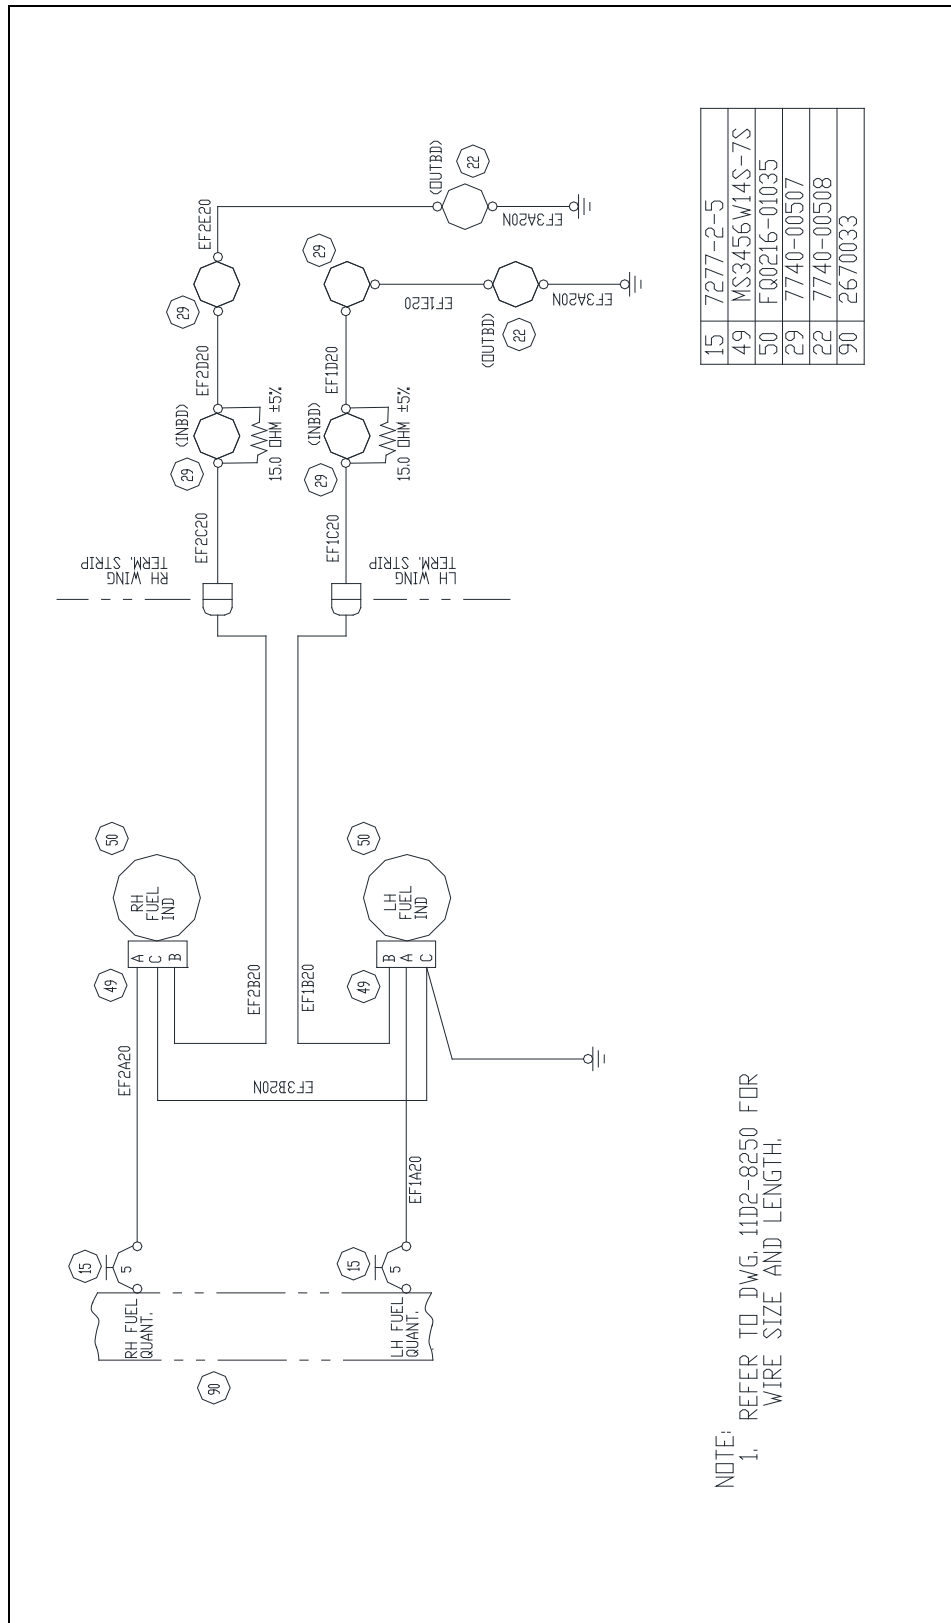 EF2E20
(OUTBD)
22
EF3A20N
29
EF2D20
(INBD)
29
15.0 OHM ±5%
EF2C20
RH WING
TERM. STRIP
29
EF1E20
(OUTBD)
22
EF3A20N
EF1D20
(INBD)
29
15.0 OHM ±5%
EF1C20
LH WING
TERM. STRIP
50
RH
FUEL
IND
A
C
B
49
EF2B20
EF2A20
EF3B20N
50
LH
FUEL
IND
B
A
C
49
EF1B20
EF1A20
15
5
RH FUEL
QUANT.
15
5
LH FUEL
QUANT.
90
15 7277-2-5
49 MS3456W14S-7S
50 FQ0216-01035
29 7740-00507
22 7740-00508
90 2670033
NOTE:
1. REFER TO DWG. 11D2-8250 FOR
WIRE SIZE AND LENGTH.